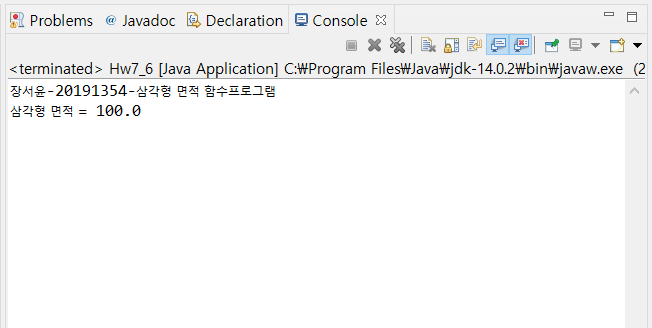 Problems @ Javadoc Declaration Console
<terminated> Hw7_6 [Java Application] C:₩Program Files₩Java₩jdk-14.0.2₩bin₩javaw.exe (2
장서윤-20191354-삼각형 면적 함수프로그램
삼각형 면적 = 100.0